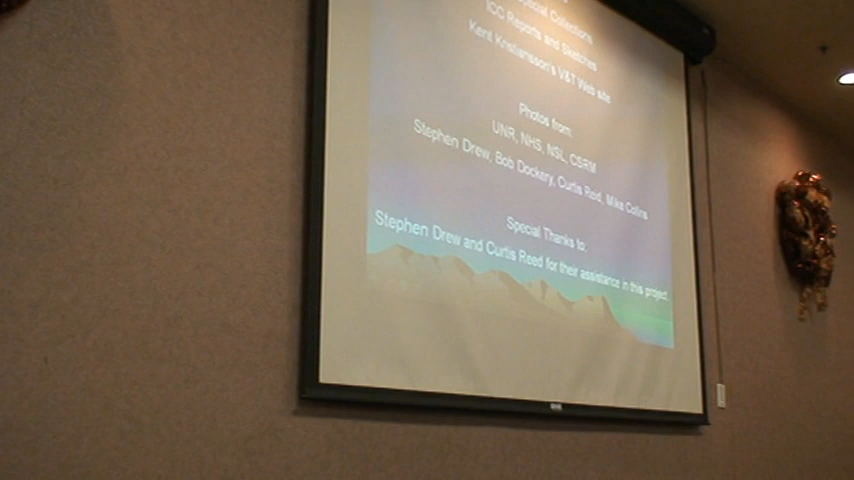 Special Collections
ICC Reports and Sketches
Kent Kristiansson's V&T Web site
Photos from:
UNR, NHS, NSL, CSRM
Stephen Drew, Bob Dockery, Curtis Reid, Mike Collins
Special Thanks to:
Stephen Drew and Curtis Reed for their assistance in this project